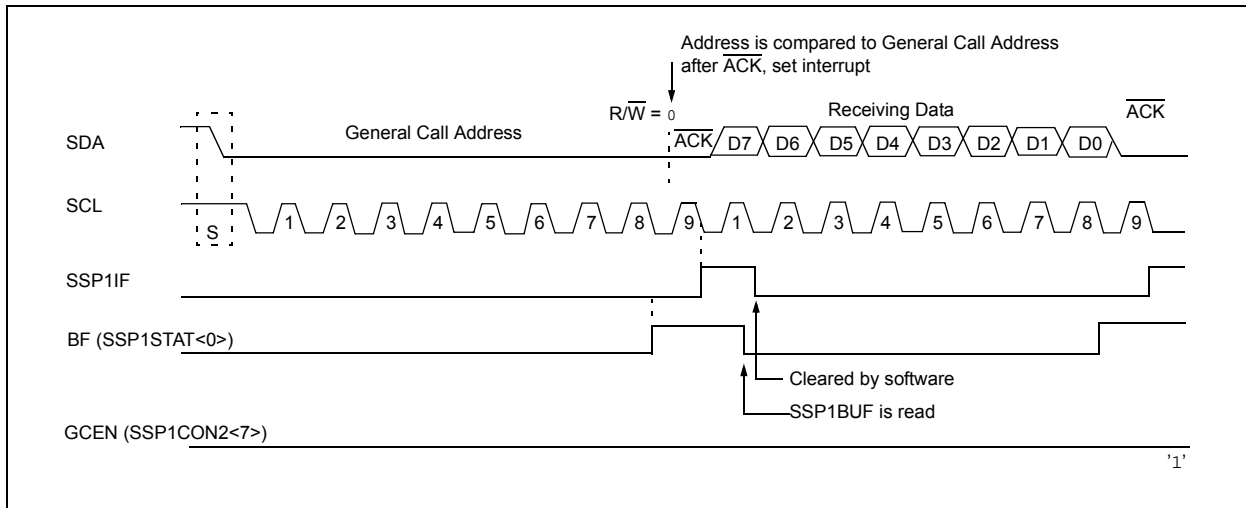 Address is compared to General Call Address
after ACK, set interrupt
R/W = 0
General Call Address
Receiving Data
ACK
SDA
ACK
D7 D6 D5 D4 D3 D2 D1 D0
SCL
S
1 2 3 4 5 6 7 8 9 1 2 3 4 5 6 7 8 9
SSP1IF
BF (SSP1STAT<0>)
Cleared by software
SSP1BUF is read
GCEN (SSP1CON2<7>)
'1'